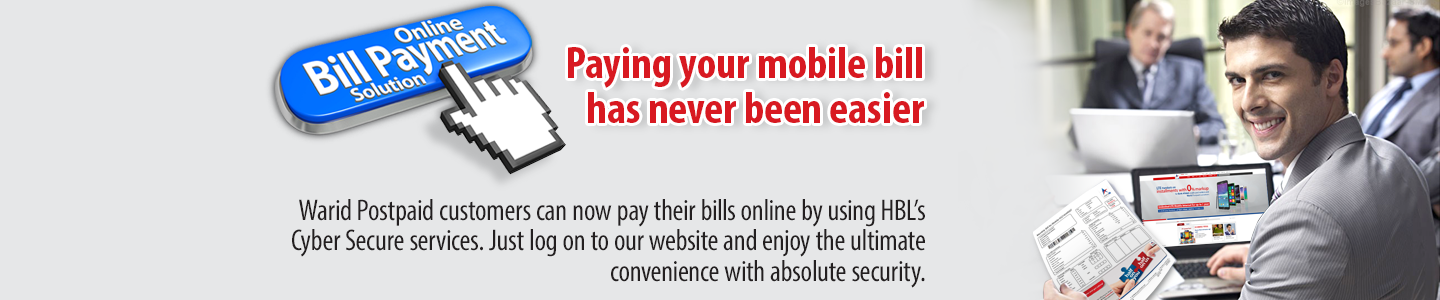 Online
Bill Payment
Solution
Paying your mobile bill
has never been easier
Warid Postpaid customers can now pay their bills online by using HBL's
Cyber Secure services. Just log on to our website and enjoy the ultimate
convenience with absolute security.